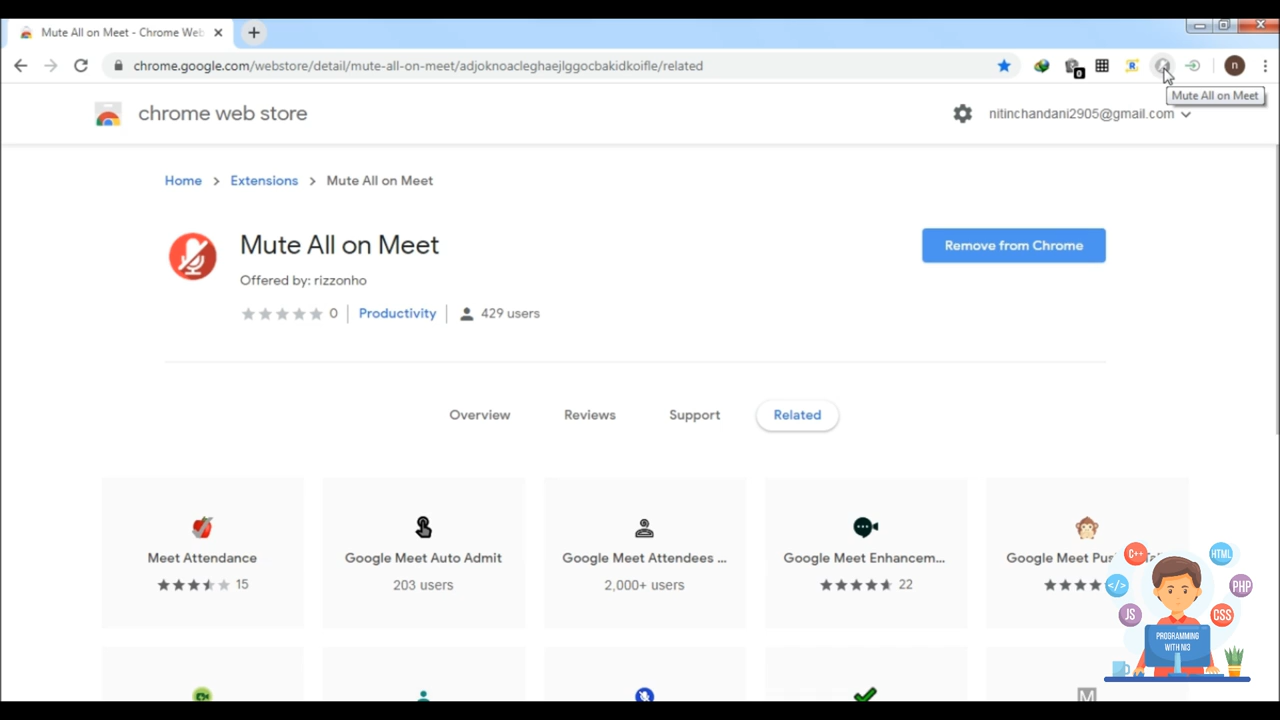 Mute All on Meet - Chrome Web
chrome.google.com/webstore/detail/mute-all-on-meet/adjoknoacleghaejlggocbakidkoifle/related
0
R
n
Mute All on Meet
chrome web store
nitinchandani2905@gmail.com
Home > Extensions > Mute All on Meet
Mute All on Meet
Remove from Chrome
Offered by: rizzonho
0 | Productivity | 429 users
Overview
Reviews
Support
Related
Meet Attendance
Google Meet Auto Admit
Google Meet Attendees ...
Google Meet Enhancem...
Google Meet
15
203 users
2,000+ users
22
C++
HTML
</>
PHP
JS
CSS
PROGRAMMING
WITH NI3
M